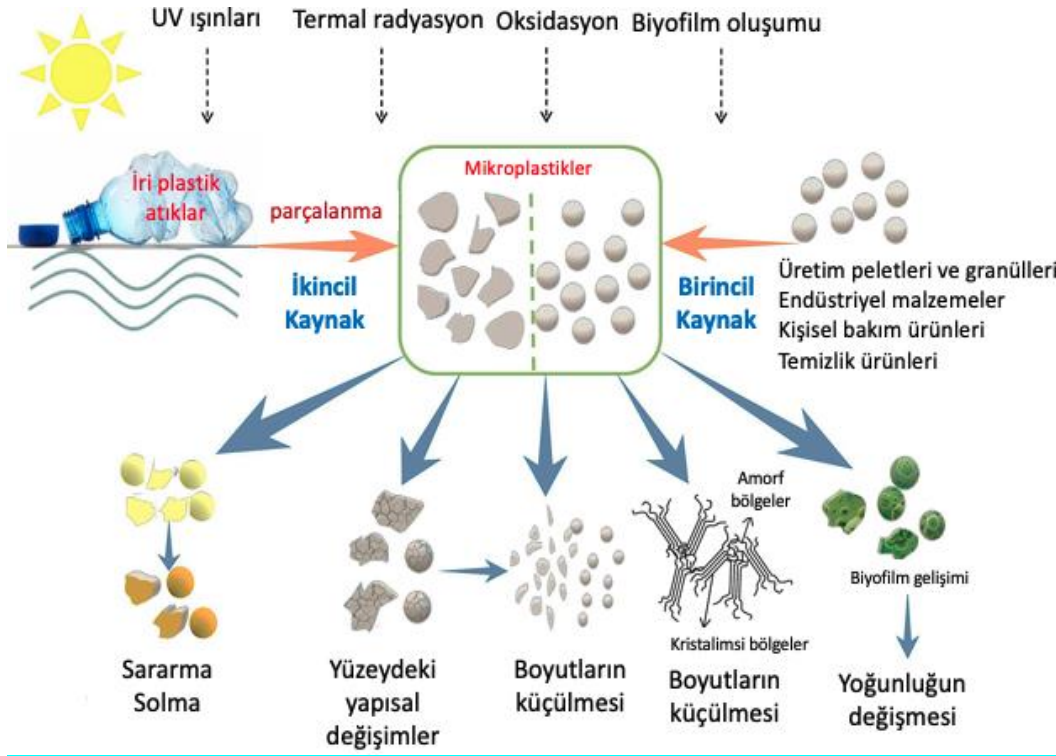 UV ışınları
Termal radyasyon
Oksidasyon
Biyofilm oluşumu
İri plastik
atıklar
parçalanma
İkincil
Kaynak
Mikroplastikler
Birincil
Kaynak
Üretim peletleri ve granülleri
Endüstriyel malzemeler
Kişisel bakım ürünleri
Temizlik ürünleri
Sararma
Solma
Yüzeydeki
yapısal
değişimler
Boyutların
küçülmesi
Amorf
bölgeler
Kristalimsi bölgeler
Boyutların
küçülmesi
Biyofilm gelişimi
Yoğunluğun
değişmesi